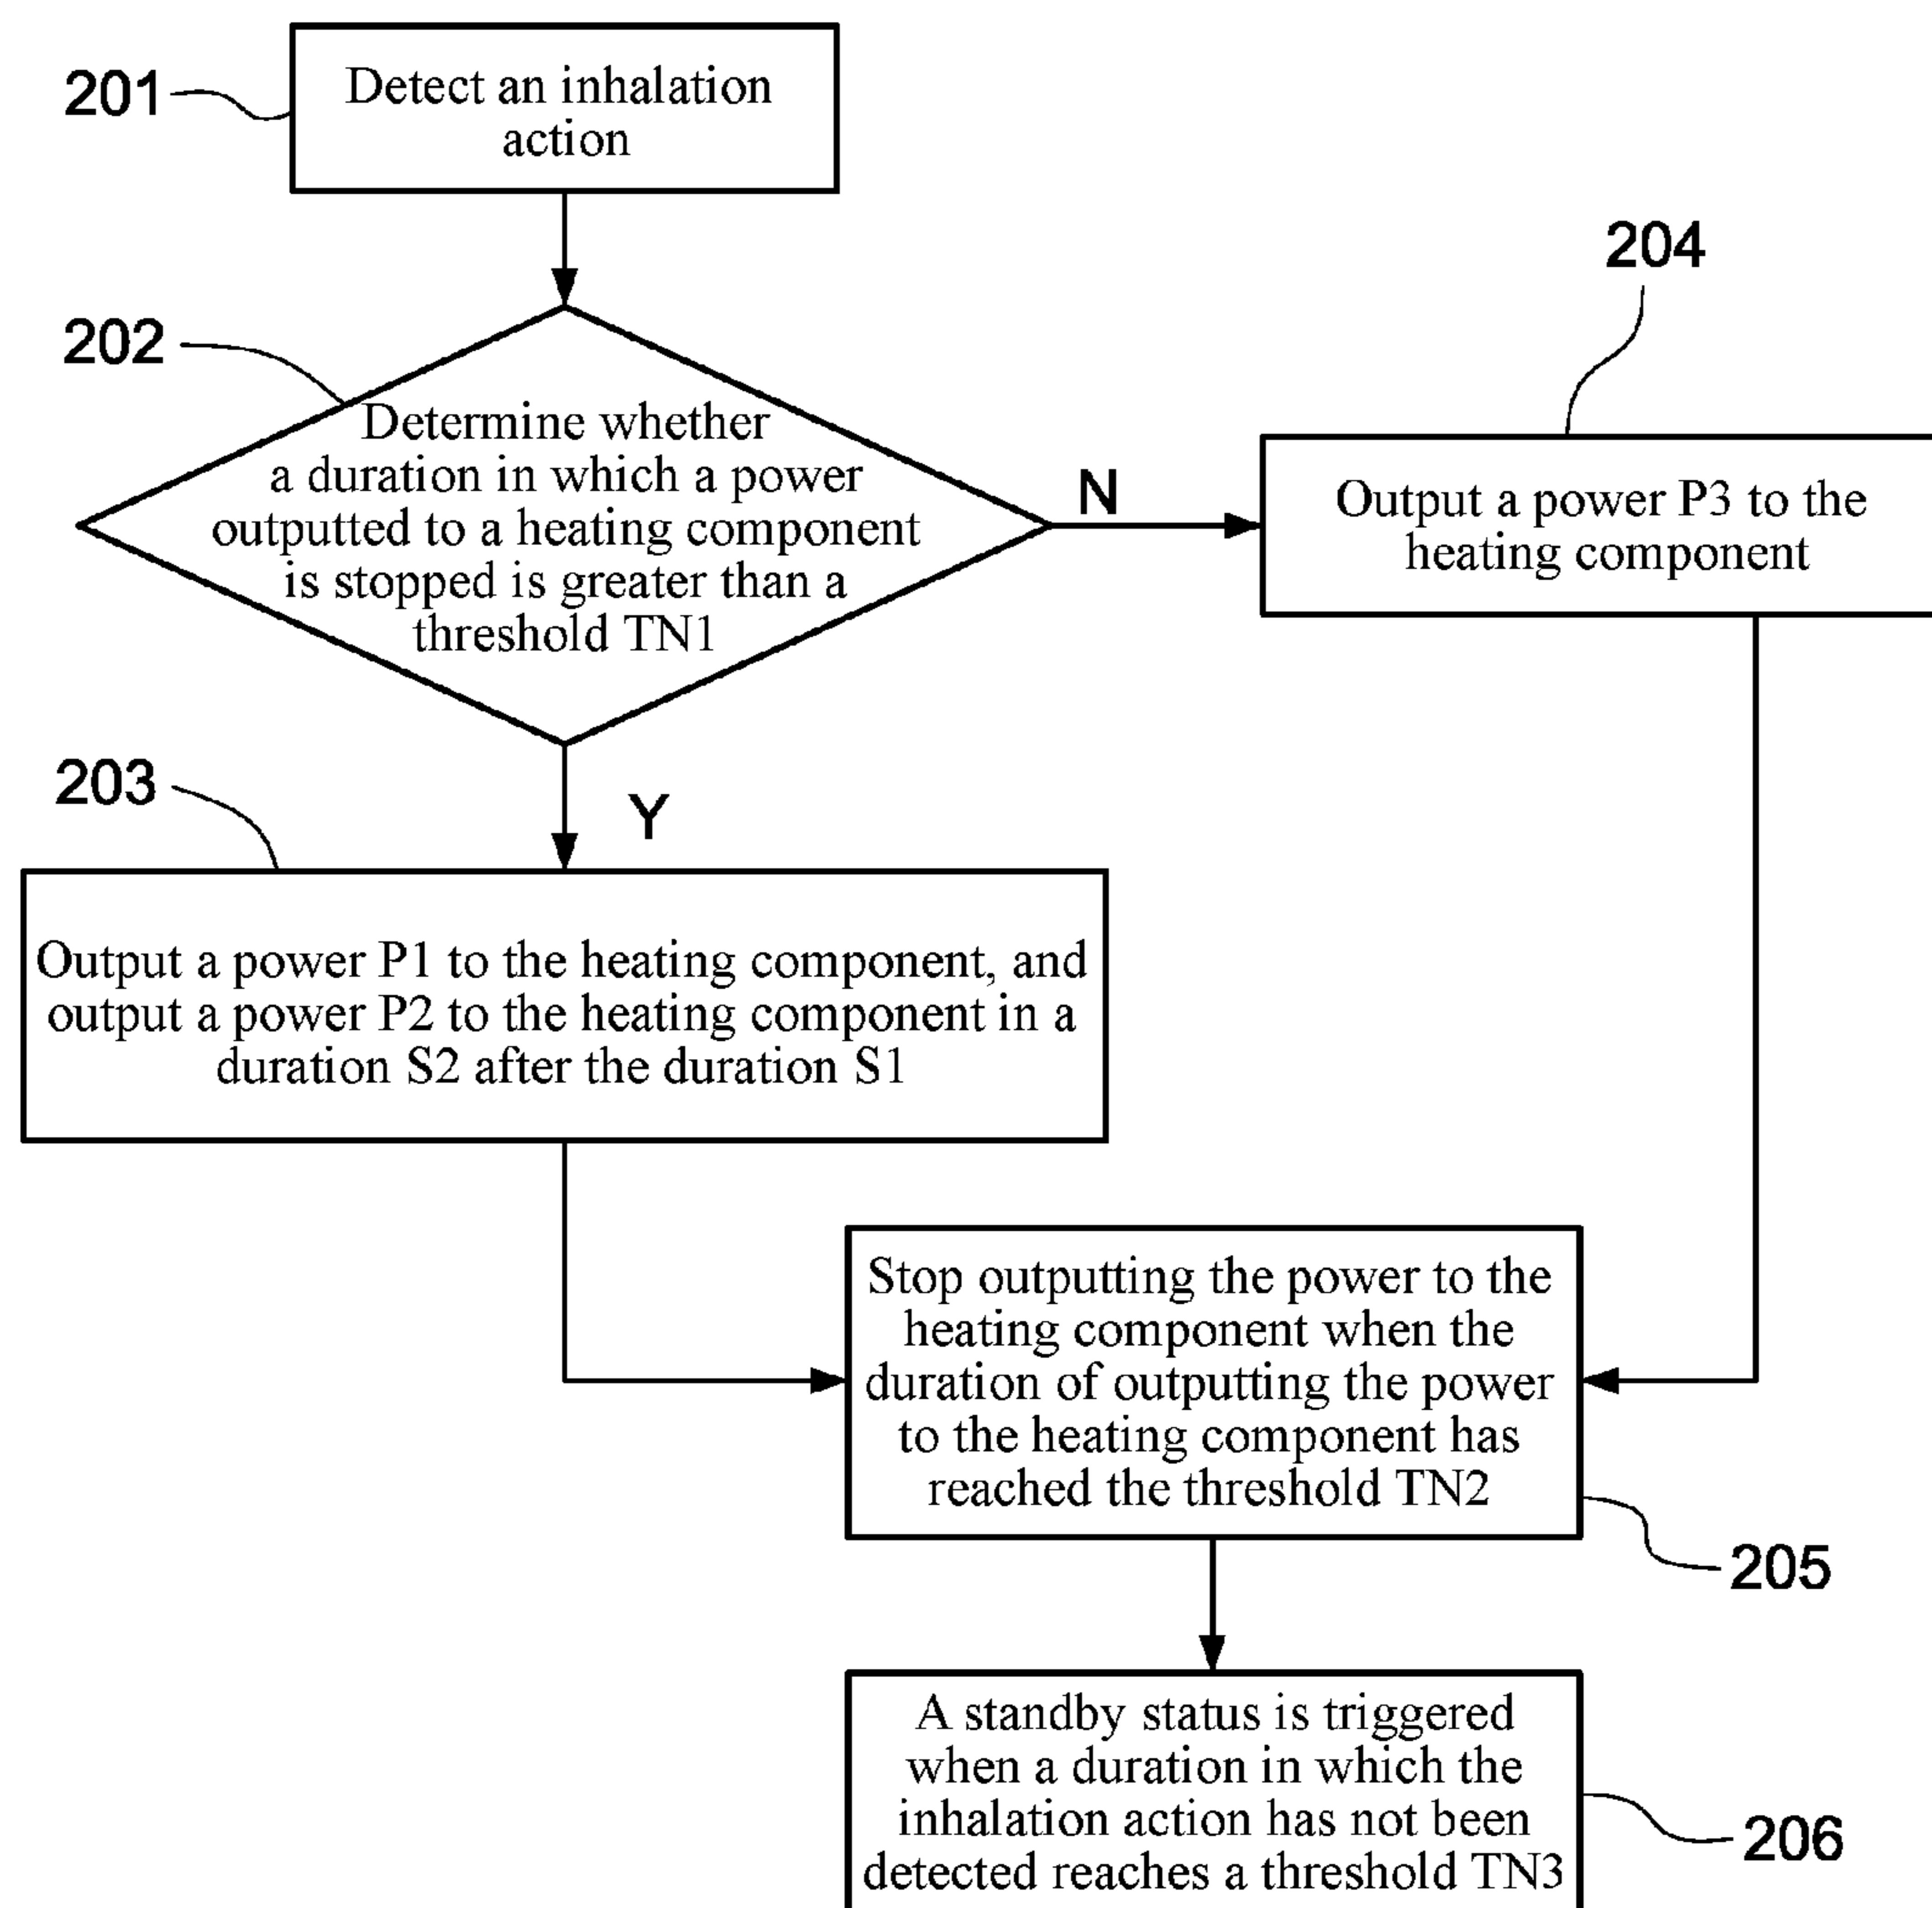 201
Detect an inhalation
action
202
Determine whether
a duration in which a power
outputted to a heating component
is stopped is greater than a
threshold TN1
N
204
Output a power P3 to the
heating component
Y
203
Output a power P1 to the heating component, and
output a power P2 to the heating component in a
duration S2 after the duration S1
Stop outputting the power to the
heating component when the
duration of outputting the power
to the heating component has
reached the threshold TN2
205
A standby status is triggered
when a duration in which the
inhalation action has not been
detected reaches a threshold TN3
206